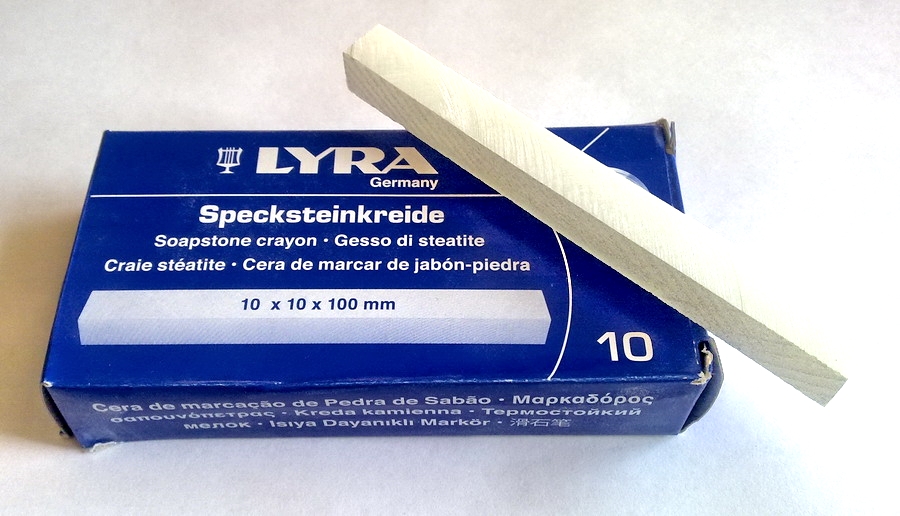 LYRA
Germany
Specksteinkreide
Soapstone crayon · Gesso di steatite
Craie stéatite · Cera de marcar de jabón-piedra
10 x 10 x 100 mm
10
Cera de marcação de Pedra de Sabão · Μαρκαδόρος
σαπουνόπετρας · Kreda kamienna · Термостойкий
мелок · Isıya Dayanıklı Markör · 滑石笔